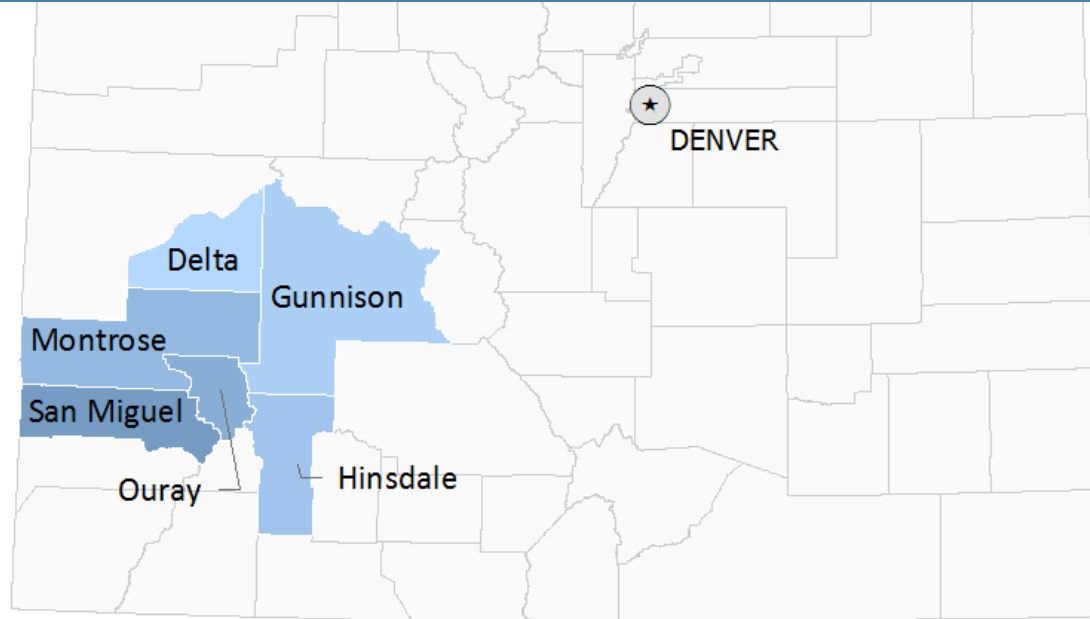 DENVER
Delta
Gunnison
Montrose
San Miguel
Hinsdale
Ouray